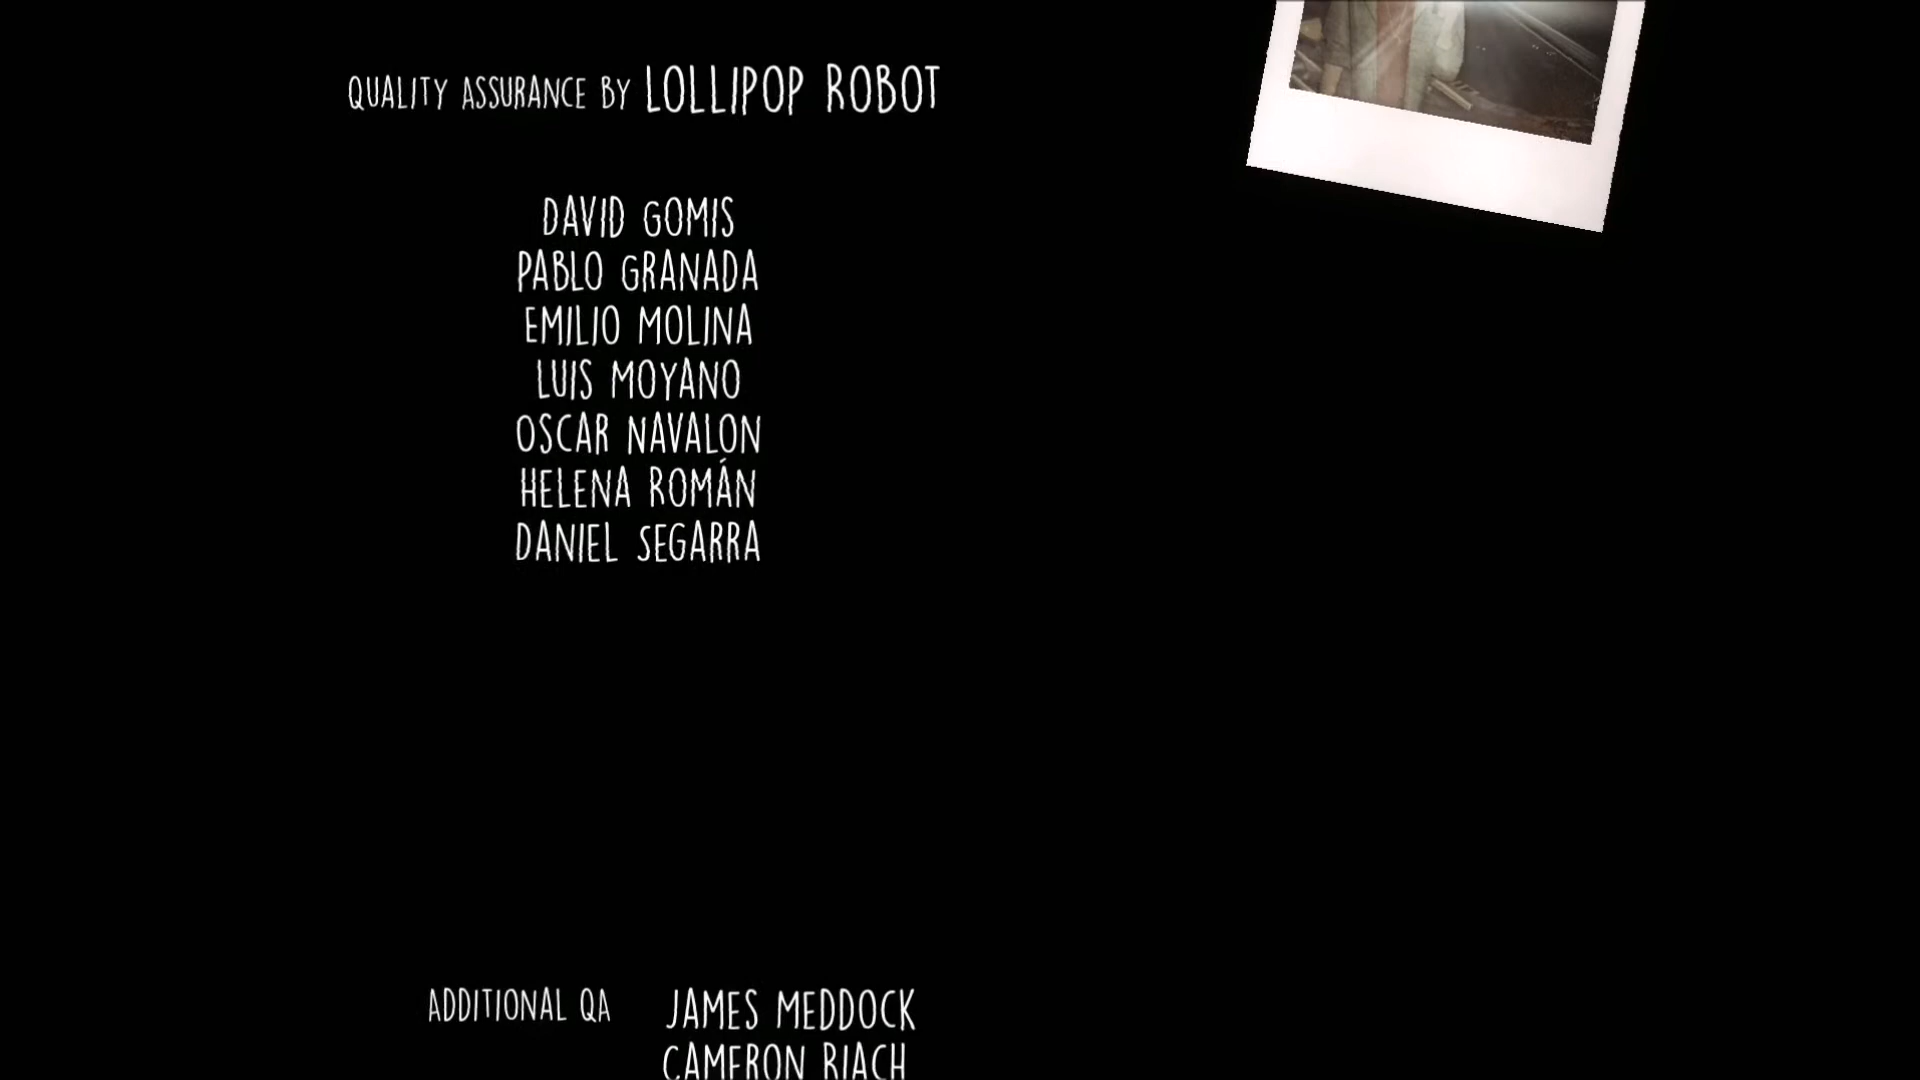 QUALITY ASSURANCE BY LOLLIPOP ROBOT
DAVID GOMIS
PABLO GRANADA
EMILIO MOLINA
LUIS MOYANO
OSCAR NAVALON
HELENA ROMÁN
DANIEL SEGARRA
ADDITIONAL QA JAMES MEDDOCK
CAMERON RIACH